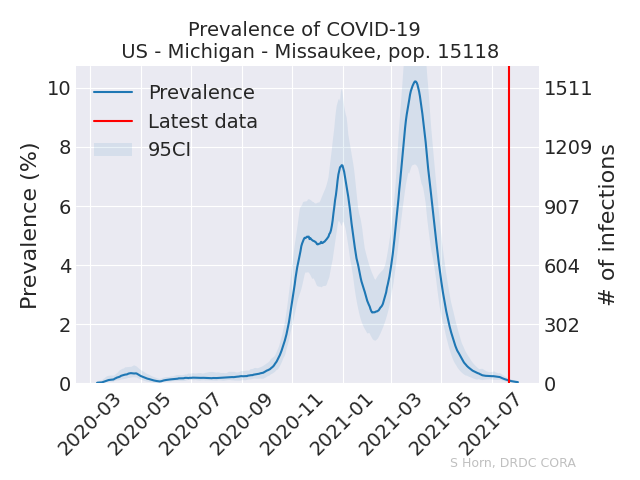 Prevalence of COVID-19
US - Michigan - Missaukee, pop. 15118
Prevalence
Latest data
95CI
Prevalence (%)
10
8
6
4
2
0
1511
1209
907
604
302
0
# of infections
2020-03
2020-05
2020-07
2020-09
2020-11
2021-01
2021-03
2021-05
2021-07
S Horn, DRDC CORA